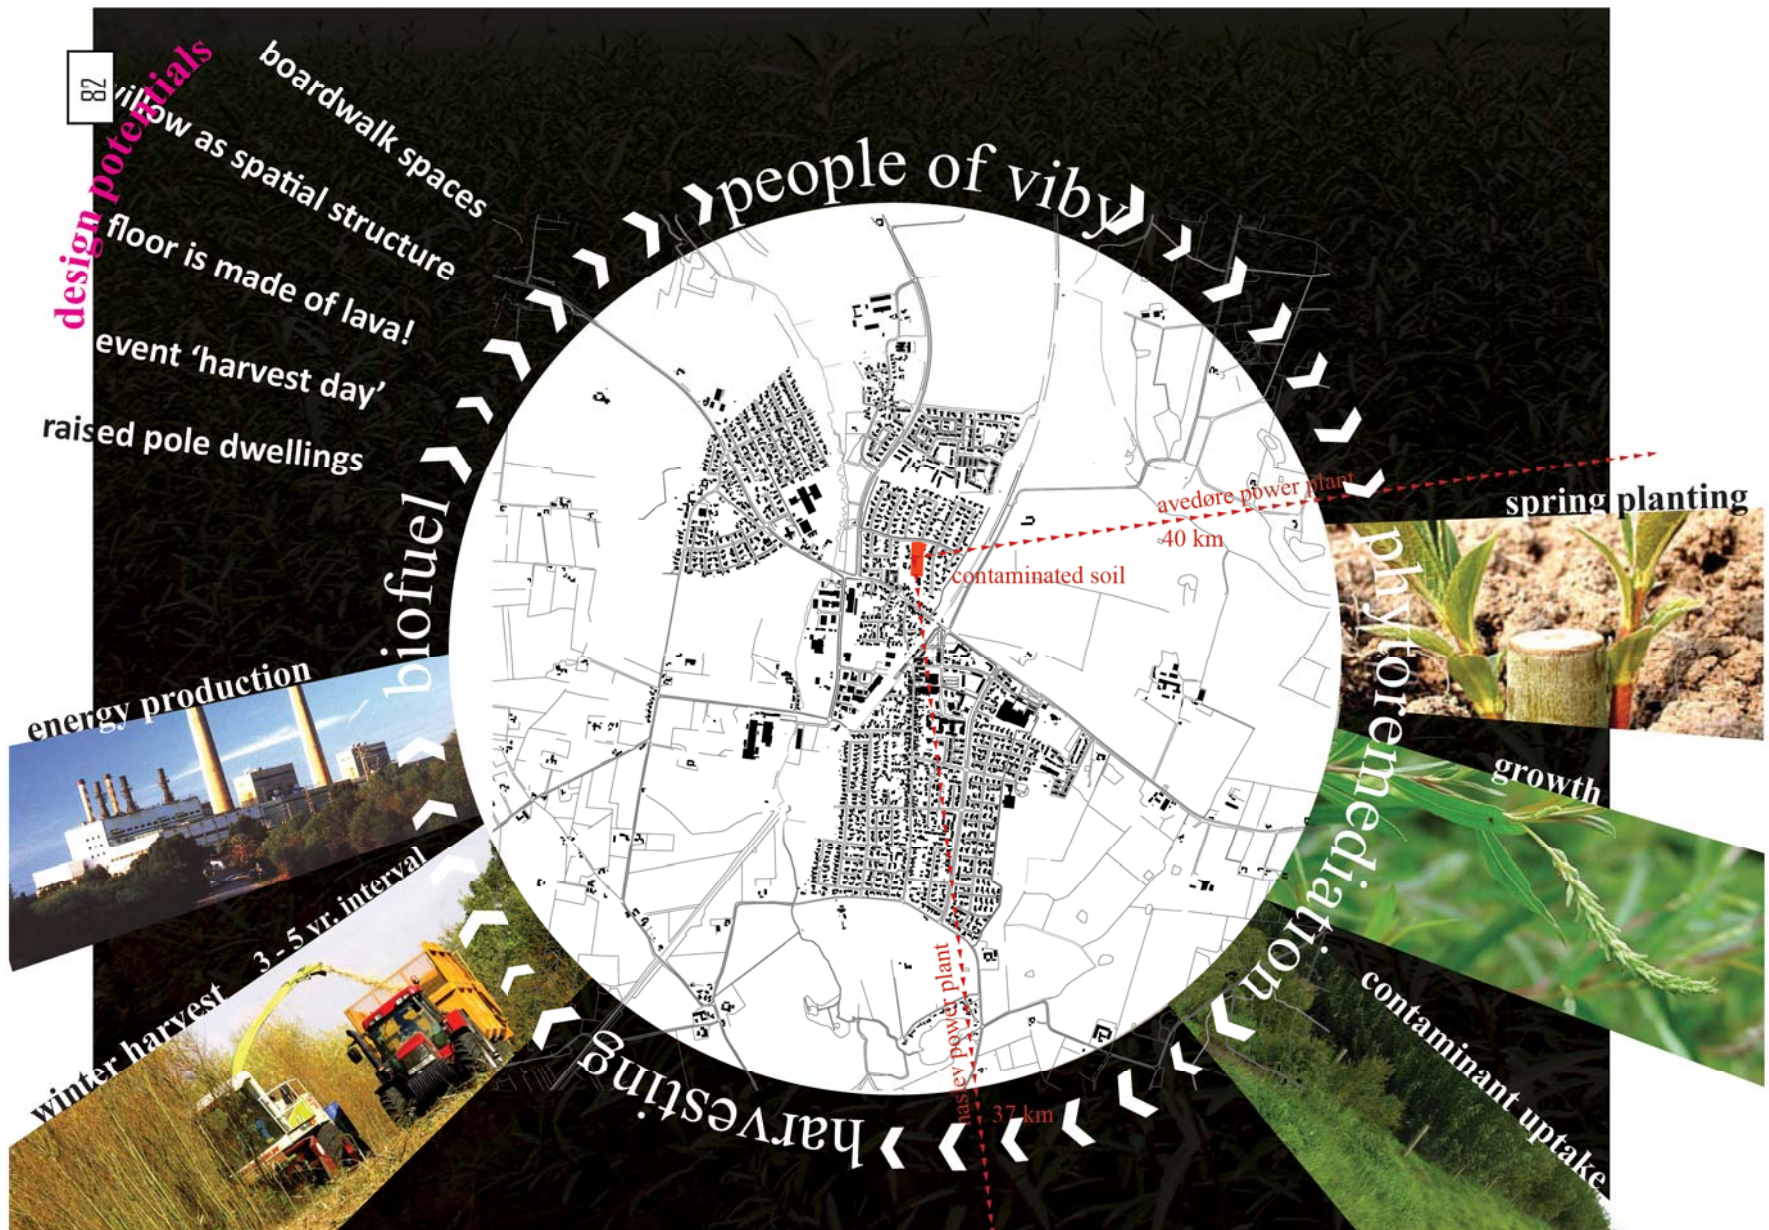 82
design potentials
boardwalk spaces
willow as spatial structure
floor is made of lava!
event ‘harvest day’
raised pole dwellings
people of viby
phytoremediation
harvesting
biofuel
avedøre power plant
40 km
contaminated soil
haslev power plant
37 km
spring planting
growth
contaminant uptake
energy production
winter harvest
3 - 5 yr. interval